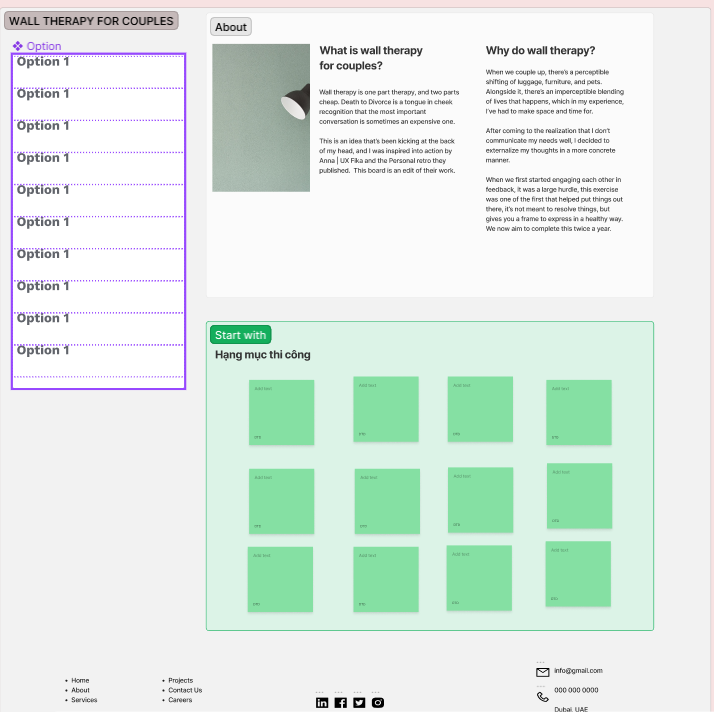 WALL THERAPY FOR COUPLES
Option
Option 1
Option 1
Option 1
Option 1
Option 1
Option 1
Option 1
Option 1
Option 1
Option 1
About
What is wall therapy
for couples?
Wall therapy is one part therapy, and two parts
cheap. Death to Divorce is a tongue in cheek
recognition that the most important
conversation is sometimes an expensive one.
This is an idea that's been kicking at the back
of my head, and I was inspired into action by
Anna | UX Fika and the Personal retro they
published. This board is an edit of their work.
Why do wall therapy?
When we couple up, there's a perceptible
shifting of luggage, furniture, and pets.
Alongside it, there's an imperceptible blending
of lives that happens, which in my experience,
I've had to make space and time for.
After coming to the realization that I don't
communicate my needs well, I decided to
externalize my thoughts in a more concrete
manner.
When we first started engaging each other in
feedback, it was a large hurdle, this exercise
was one of the first that helped put things out
there, it's not meant to resolve things, but
gives you a frame to express in a healthy way.
We now aim to complete this twice a year.
Start with
Hạng mục thi công
Add text
Add text
Add text
Add text
Add text
Add text
Add text
Add text
Add text
Add text
Add text
Add text
Home
About
Services
Projects
Contact Us
Careers
info@gmail.com
000 000 0000
Dubai, UAE